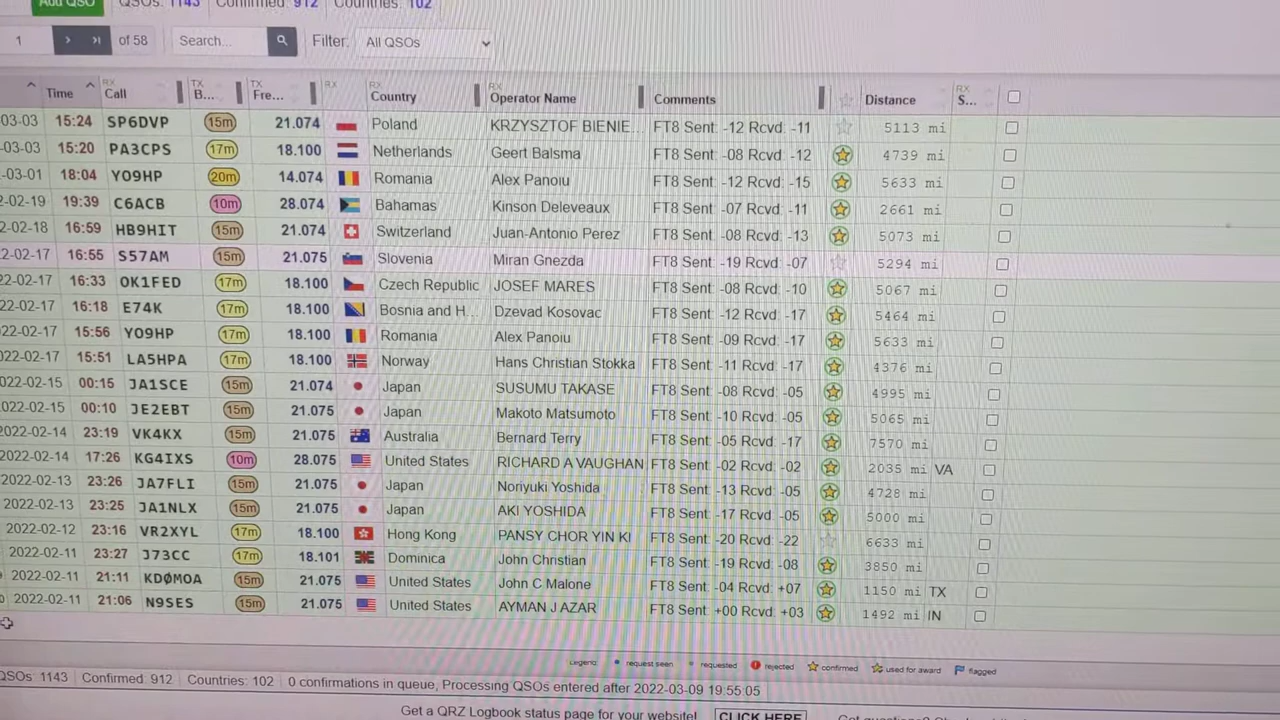 Add QSO QSOs: 1143 Confirmed: 912 Countries: 102
1 of 58 Search... Filter: All QSOs
Time RX Call TX B... TX Fre... RX RX Country RX Operator Name Comments Distance RX S...
03-03 15:24 SP6DVP 15m 21.074 Poland KRZYSZTOF BIENIE... FT8 Sent: -12 Rcvd: -11 5113 mi
03-03 15:20 PA3CPS 17m 18.100 Netherlands Geert Balsma FT8 Sent: -08 Rcvd: -12 4739 mi
-03-01 18:04 YO9HP 20m 14.074 Romania Alex Panoiu FT8 Sent: -12 Rcvd: -15 5633 mi
-02-19 19:39 C6ACB 10m 28.074 Bahamas Kinson Deleveaux FT8 Sent: -07 Rcvd: -11 2661 mi
2-02-18 16:59 HB9HIT 15m 21.074 Switzerland Juan-Antonio Perez FT8 Sent: -08 Rcvd: -13 5073 mi
2-02-17 16:55 S57AM 15m 21.075 Slovenia Miran Gnezda FT8 Sent: -19 Rcvd: -07 5294 mi
2-02-17 16:33 OK1FED 17m 18.100 Czech Republic JOSEF MARES FT8 Sent: -08 Rcvd: -10 5067 mi
2-02-17 16:18 E74K 17m 18.100 Bosnia and H... Dzevad Kosovac FT8 Sent: -12 Rcvd: -17 5464 mi
022-02-17 15:56 YO9HP 17m 18.100 Romania Alex Panoiu FT8 Sent: -09 Rcvd: -17 5633 mi
022-02-17 15:51 LA5HPA 17m 18.100 Norway Hans Christian Stokka FT8 Sent: -11 Rcvd: -17 4376 mi
022-02-15 00:15 JA1SCE 15m 21.074 Japan SUSUMU TAKASE FT8 Sent: -08 Rcvd: -05 4995 mi
022-02-15 00:10 JE2EBT 15m 21.075 Japan Makoto Matsumoto FT8 Sent: -10 Rcvd: -05 5065 mi
2022-02-14 23:19 VK4KX 15m 21.075 Australia Bernard Terry FT8 Sent: -05 Rcvd: -17 7570 mi
2022-02-14 17:26 KG4IXS 10m 28.075 United States RICHARD A VAUGHAN FT8 Sent: -02 Rcvd: -02 2035 mi VA
2022-02-13 23:26 JA7FLI 15m 21.075 Japan Noriyuki Yoshida FT8 Sent: -13 Rcvd: -05 4728 mi
2022-02-13 23:25 JA1NLX 15m 21.075 Japan AKI YOSHIDA FT8 Sent: -17 Rcvd: -05 5000 mi
2022-02-12 23:16 VR2XYL 17m 18.100 Hong Kong PANSY CHOR YIN KI FT8 Sent: -20 Rcvd: -22 6633 mi
2022-02-11 23:27 J73CC 17m 18.101 Dominica John Christian FT8 Sent: -19 Rcvd: -08 3850 mi
2022-02-11 21:11 KDØMOA 15m 21.075 United States John C Malone FT8 Sent: -04 Rcvd: +07 1150 mi TX
2022-02-11 21:06 N9SES 15m 21.075 United States AYMAN J AZAR FT8 Sent: +00 Rcvd: +03 1492 mi IN
Legend: request seen requested rejected confirmed used for award flagged
QSOs: 1143 Confirmed: 912 Countries: 102 0 confirmations in queue, Processing QSOs entered after 2022-03-09 19:55:05
Get a QRZ Logbook status page for your website! CLICK HERE